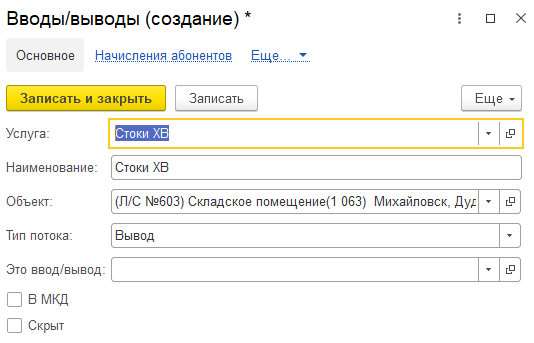 Вводы/выводы (создание) *
Основное Начисления абонентов Еще...
Записать и закрыть Записать Еще
Услуга: Стоки ХВ
Наименование: Стоки ХВ
Объект: (Л/С №603) Складское помещение(1 063) Михайловск, Дуд
Тип потока: Вывод
Это ввод/вывод:
В МКД
Скрыт